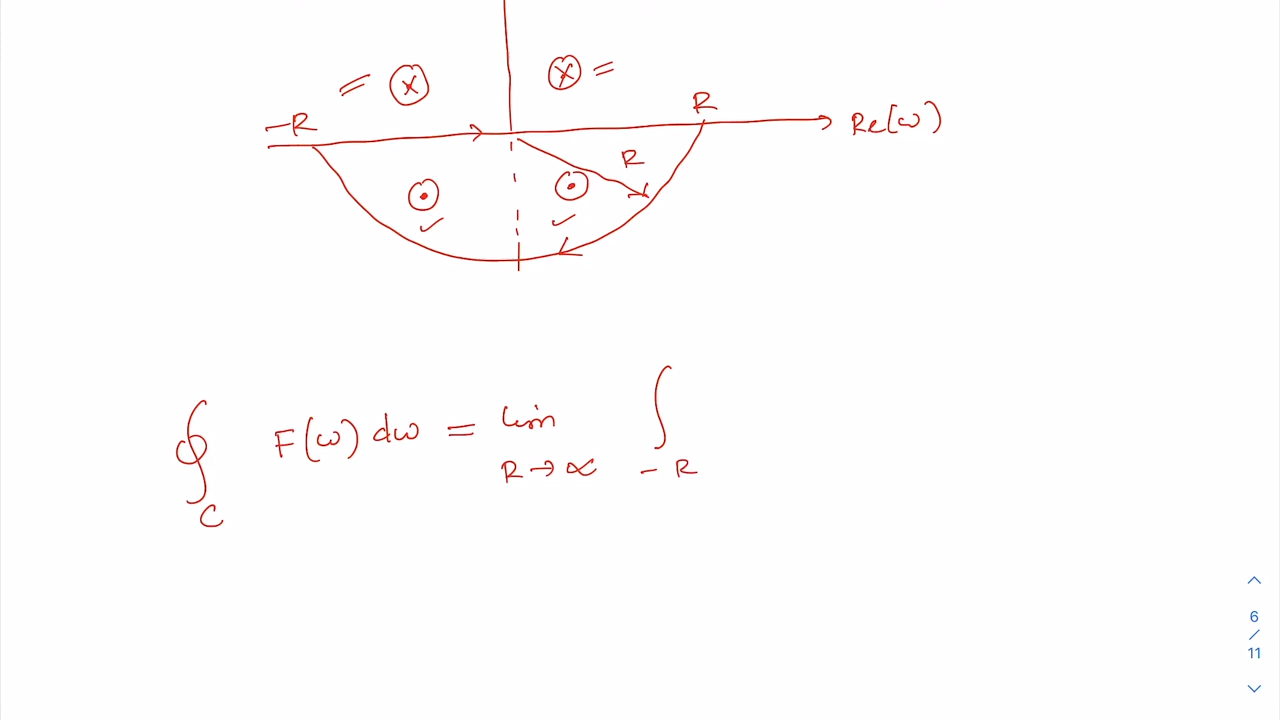 = ⓧ ⓧ =
-R R Re[ω)
R
∮_C F(ω) dω = lim_{R→∝} ∫_{-R}
6
/
11